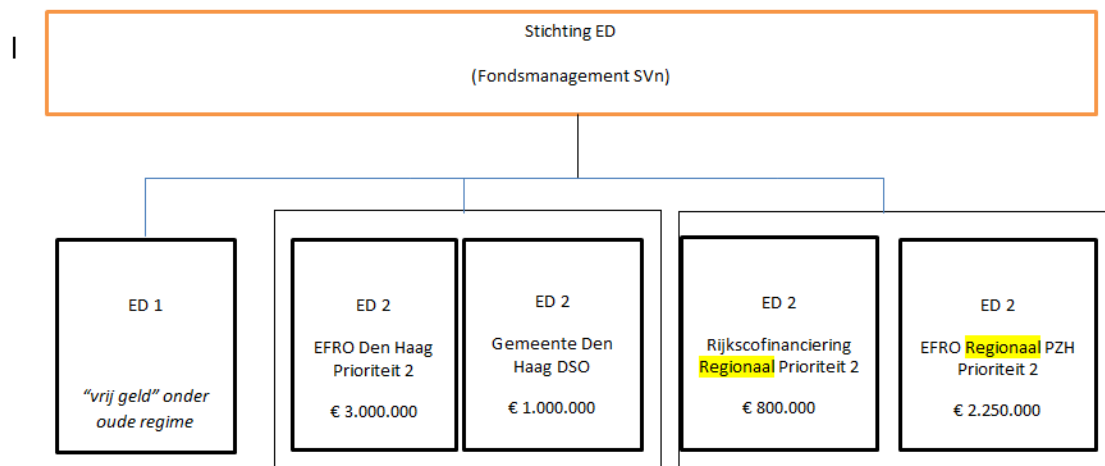 Stichting ED
(Fondsmanagement SVn)
ED 1
"vrij geld" onder
oude regime
ED 2
EFRO Den Haag
Prioriteit 2
€ 3.000.000
ED 2
Gemeente Den
Haag DSO
€ 1.000.000
ED 2
Rijkscofinanciering
Regionaal Prioriteit 2
€ 800.000
ED 2
EFRO Regionaal PZH
Prioriteit 2
€ 2.250.000